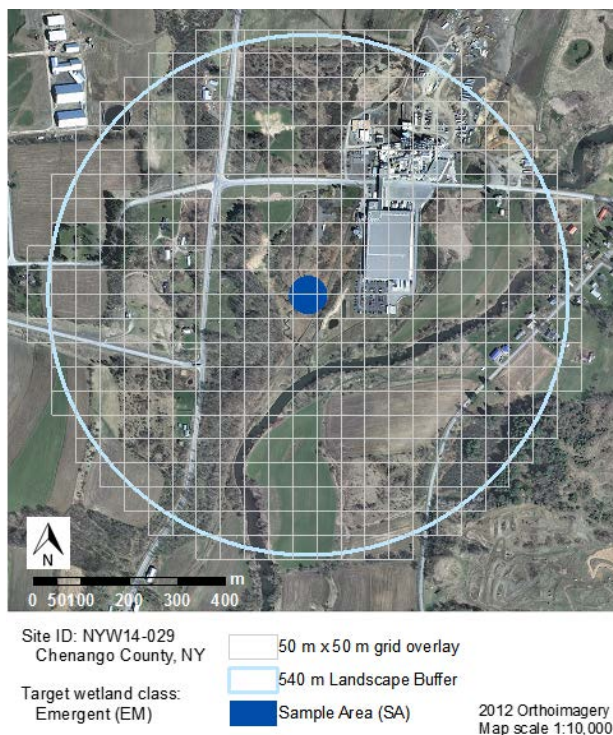 N
m
0 50100 200 300 400
Site ID: NYW14-029
Chenango County, NY
Target wetland class:
Emergent (EM)
50 m x 50 m grid overlay
540 m Landscape Buffer
Sample Area (SA)
2012 Orthoimagery
Map scale 1:10,000